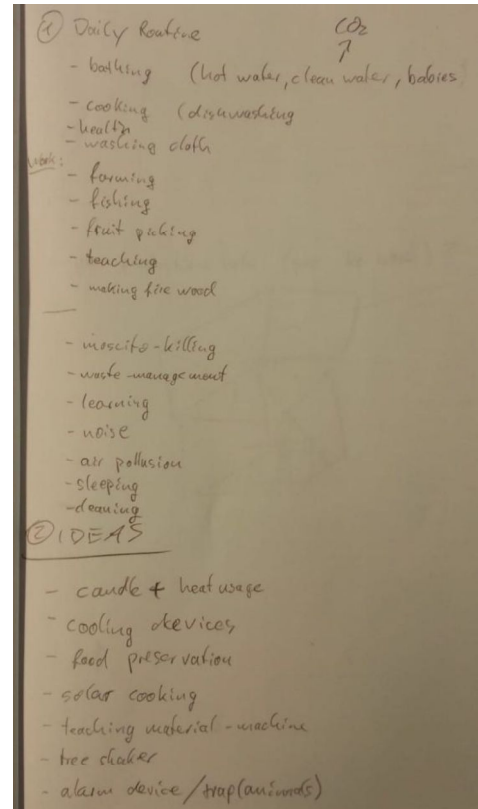 ① Daily Routine
CO2
↑
- bathing (hot water, clean water, babies)
- cooking (dishwashing
- health
- washing cloth
work:
- farming
- fishing
- fruit picking
- teaching
- making fire wood
- moscito-killing
- waste-management
- learning
- noise
- air pollusion
- sleeping
- cleaning
② IDEAS
- candle + heat usage
- cooling devices
- food preservation
- solar cooking
- teaching material - machine
- tree shaker
- alarm device / trap (animals)